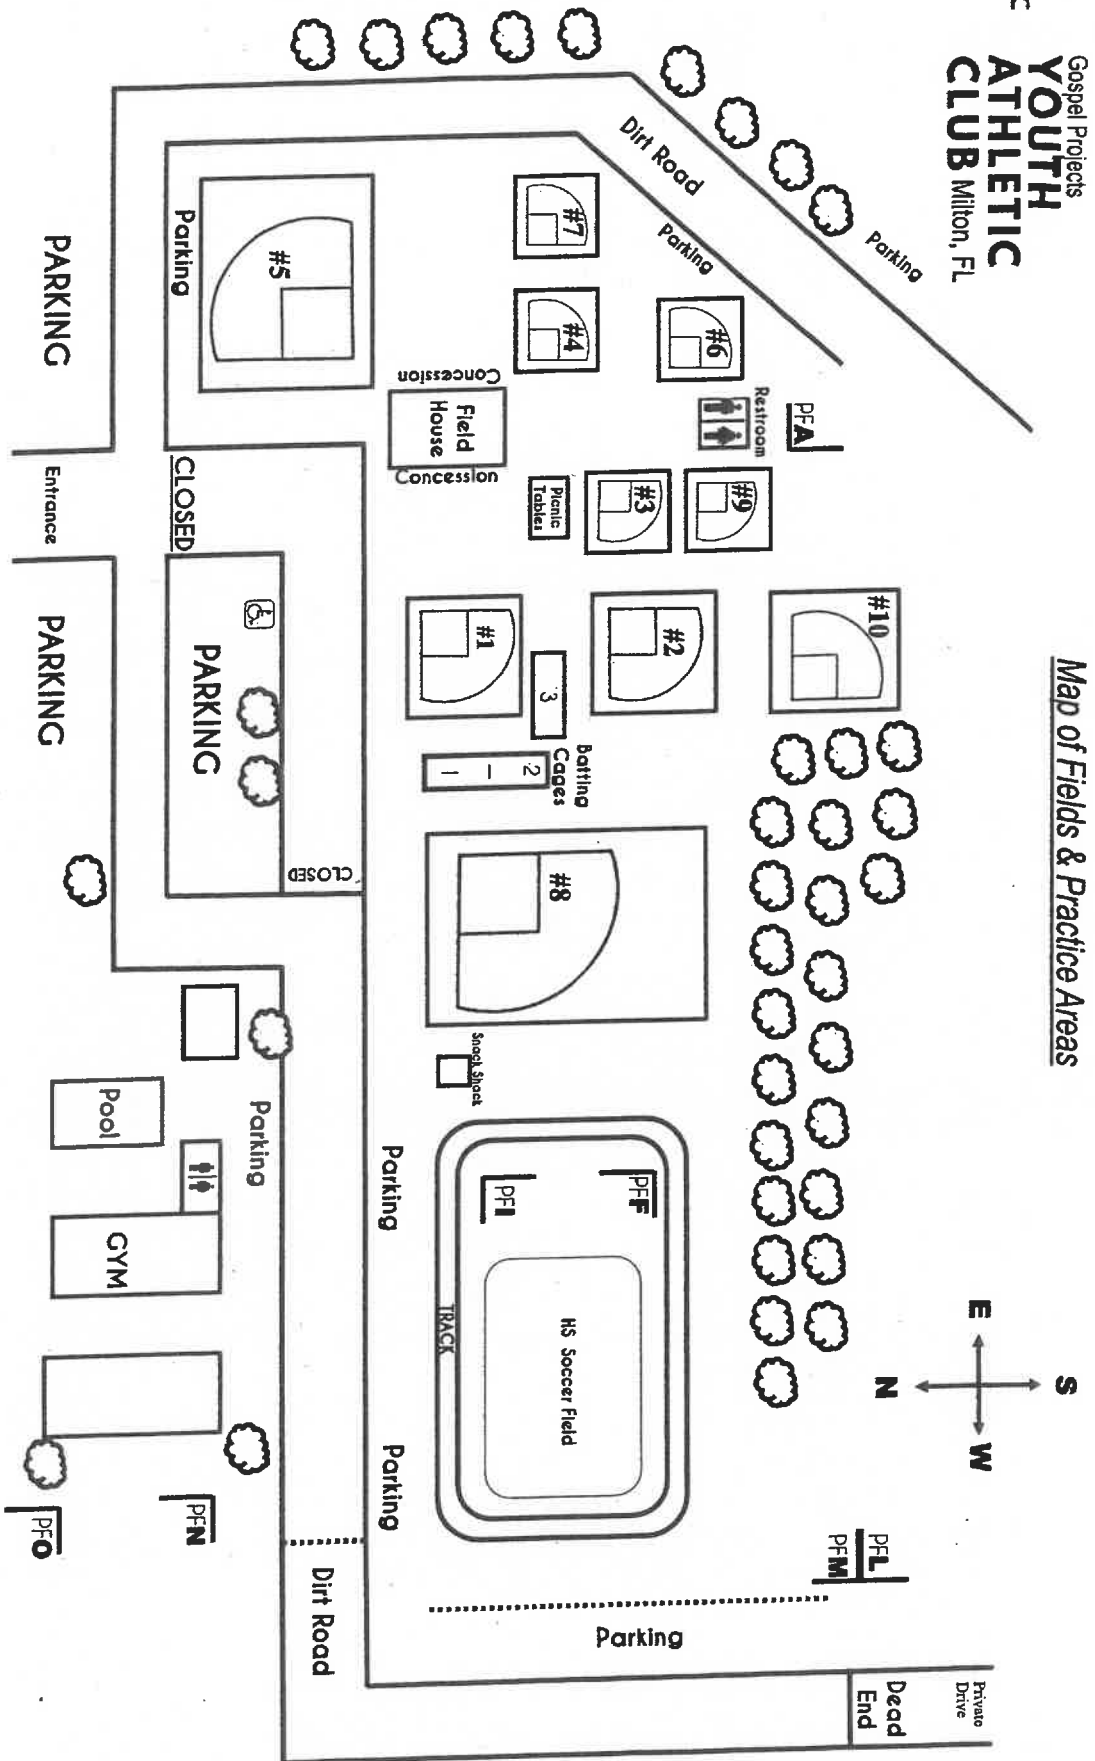 C
Gospel Projects
YOUTH
ATHLETIC
CLUB Milton, FL
Map of Fields & Practice Areas
E
S
N
W
Dirt Road
Parking
Parking
#7
#4
#6
Restroom
PFA
#5
Parking
PARKING
Concession
Field
House
Concession
Picnic
Tables
#3
#9
#10
#2
#1
3
Batting
Cages
1 – 2
CLOSED
Entrance
PARKING
PARKING
CLOSED
#8
Snack Shack
Parking
Parking
PFI
PFF
HS Soccer Field
TRACK
Parking
Pool
GYM
PFN
PFO
PFL
PFM
Parking
Dirt Road
Dead
End
Private
Drive